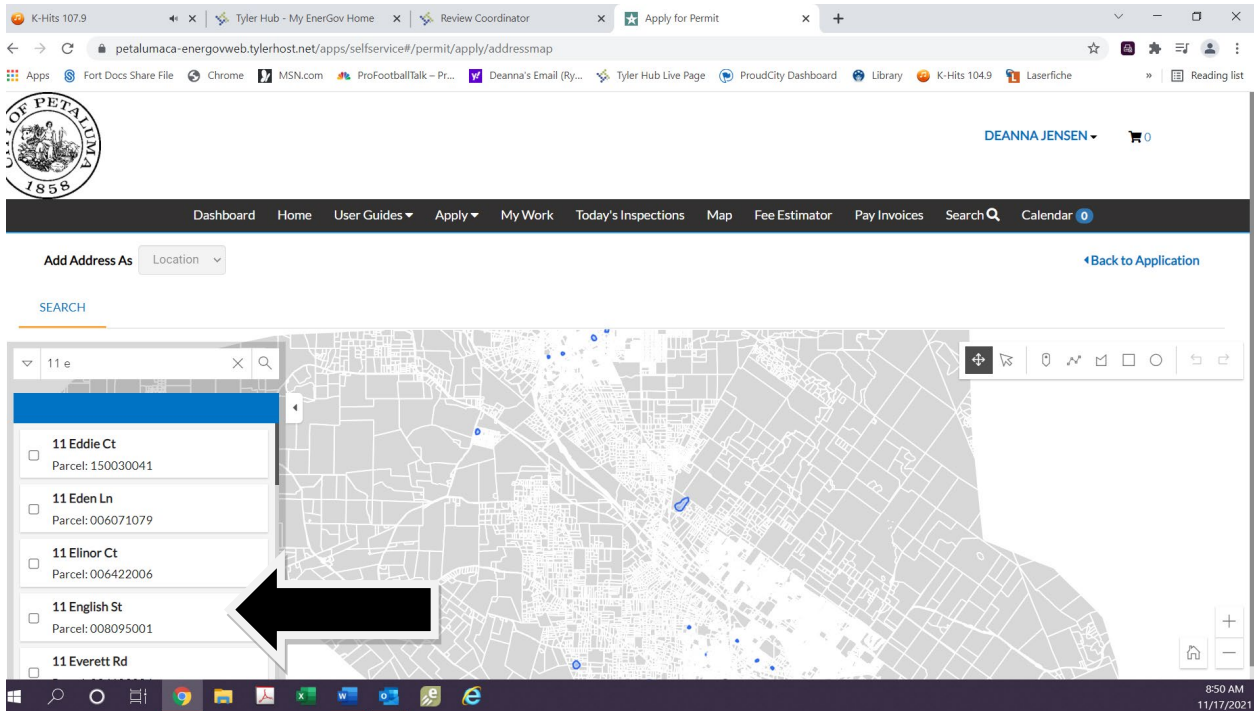 K-Hits 107.9
Tyler Hub - My EnerGov Home
Review Coordinator
Apply for Permit
petalumaca-energovweb.tylerhost.net/apps/selfservice#/permit/apply/addressmap
Apps
Fort Docs Share File
Chrome
MSN.com
ProFootballTalk – Pr...
Deanna's Email (Ry...
Tyler Hub Live Page
ProudCity Dashboard
Library
K-Hits 104.9
Laserfiche
»
Reading list
CITY OF PETALUMA
1858
DEANNA JENSEN
0
Dashboard Home User Guides Apply My Work Today's Inspections Map Fee Estimator Pay Invoices Search Calendar 0
Add Address As Location
Back to Application
SEARCH
11 e
11 Eddie Ct
Parcel: 150030041
11 Eden Ln
Parcel: 006071079
11 Elinor Ct
Parcel: 006422006
11 English St
Parcel: 008095001
11 Everett Rd
8:50 AM
11/17/2021